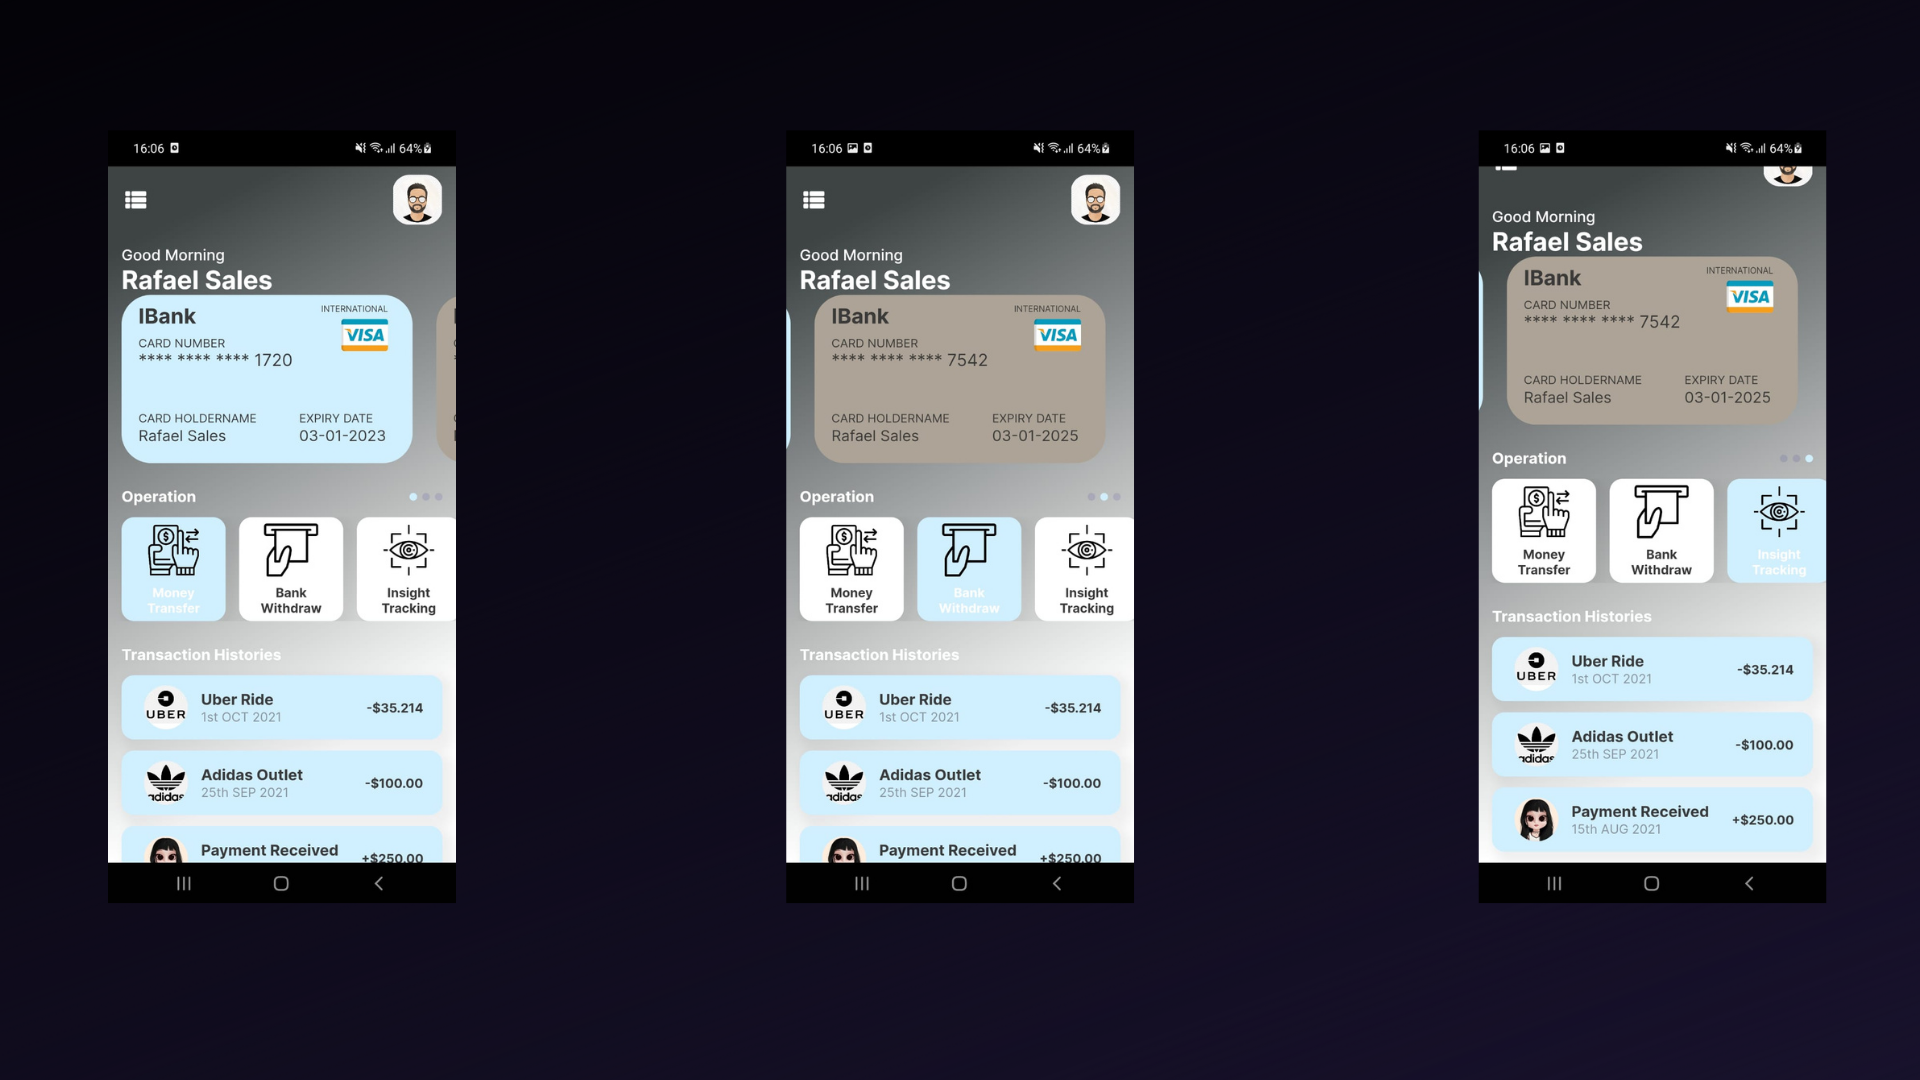 16:06 64%
Good Morning
Rafael Sales
IBank INTERNATIONAL
VISA
CARD NUMBER
**** **** **** 1720
CARD HOLDERNAME EXPIRY DATE
Rafael Sales 03-01-2023
Operation
Money Transfer
Bank Withdraw
Insight Tracking
Transaction Histories
UBER
Uber Ride -$35.214
1st OCT 2021
adidas
Adidas Outlet -$100.00
25th SEP 2021
Payment Received +$250.00
16:06 64%
Good Morning
Rafael Sales
IBank INTERNATIONAL
VISA
CARD NUMBER
**** **** **** 7542
CARD HOLDERNAME EXPIRY DATE
Rafael Sales 03-01-2025
Operation
Money Transfer
Bank Withdraw
Insight Tracking
Transaction Histories
UBER
Uber Ride -$35.214
1st OCT 2021
adidas
Adidas Outlet -$100.00
25th SEP 2021
Payment Received +$250.00
16:06 64%
Good Morning
Rafael Sales
IBank INTERNATIONAL
VISA
CARD NUMBER
**** **** **** 7542
CARD HOLDERNAME EXPIRY DATE
Rafael Sales 03-01-2025
Operation
Money Transfer
Bank Withdraw
Insight Tracking
Transaction Histories
UBER
Uber Ride -$35.214
1st OCT 2021
adidas
Adidas Outlet -$100.00
25th SEP 2021
Payment Received +$250.00
15th AUG 2021